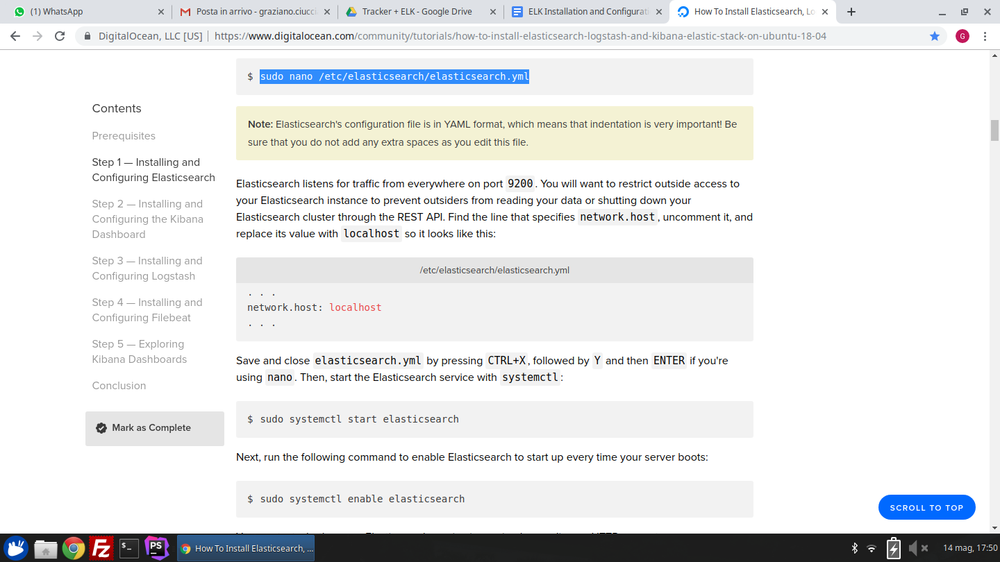 (1) WhatsApp
Posta in arrivo - graziano.ciucci
Tracker + ELK - Google Drive
ELK Installation and Configurati
How To Install Elasticsearch, Lo
DigitalOcean, LLC [US] | https://www.digitalocean.com/community/tutorials/how-to-install-elasticsearch-logstash-and-kibana-elastic-stack-on-ubuntu-18-04
G
$ sudo nano /etc/elasticsearch/elasticsearch.yml
Contents
Prerequisites
Step 1 — Installing and
Configuring Elasticsearch
Step 2 — Installing and
Configuring the Kibana
Dashboard
Step 3 — Installing and
Configuring Logstash
Step 4 — Installing and
Configuring Filebeat
Step 5 — Exploring
Kibana Dashboards
Conclusion
Mark as Complete
Note: Elasticsearch's configuration file is in YAML format, which means that indentation is very important! Be
sure that you do not add any extra spaces as you edit this file.
Elasticsearch listens for traffic from everywhere on port 9200. You will want to restrict outside access to
your Elasticsearch instance to prevent outsiders from reading your data or shutting down your
Elasticsearch cluster through the REST API. Find the line that specifies network.host, uncomment it, and
replace its value with localhost so it looks like this:
/etc/elasticsearch/elasticsearch.yml
. . .
network.host: localhost
. . .
Save and close elasticsearch.yml by pressing CTRL+X, followed by Y and then ENTER if you're
using nano. Then, start the Elasticsearch service with systemctl:
$ sudo systemctl start elasticsearch
Next, run the following command to enable Elasticsearch to start up every time your server boots:
$ sudo systemctl enable elasticsearch
SCROLL TO TOP
Fz
$_
PS
How To Install Elasticsearch, ...
14 mag, 17:50